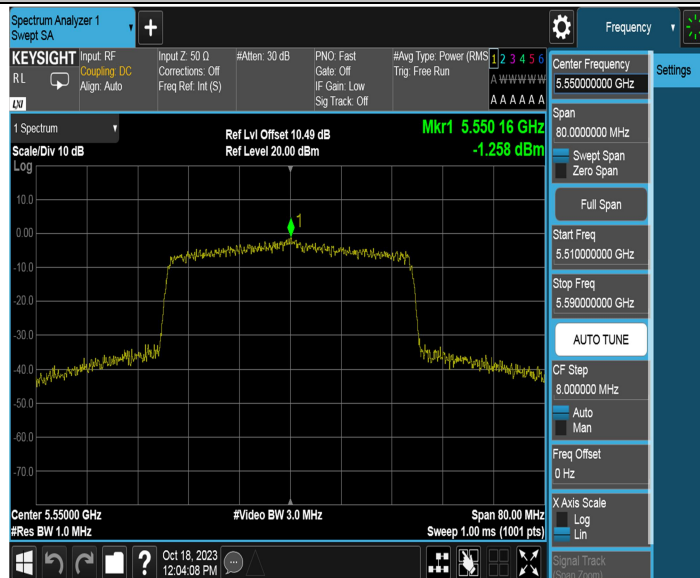 Spectrum Analyzer 1
Swept SA
+
Frequency
KEYSIGHT
RL
LXI
Input: RF
Coupling: DC
Align: Auto
Input Z: 50 Ω
Corrections: Off
Freq Ref: Int (S)
#Atten: 30 dB
PNO: Fast
Gate: Off
IF Gain: Low
Sig Track: Off
#Avg Type: Power (RMS
Trig: Free Run
1 2 3 4 5 6
A W W W W W
A A A A A A
1 Spectrum
Scale/Div 10 dB
Log
Ref Lvl Offset 10.49 dB
Ref Level 20.00 dBm
Mkr1 5.550 16 GHz
-1.258 dBm
1
10.0
0.00
-10.0
-20.0
-30.0
-40.0
-50.0
-60.0
-70.0
Center 5.55000 GHz
#Res BW 1.0 MHz
#Video BW 3.0 MHz
Span 80.00 MHz
Sweep 1.00 ms (1001 pts)
?
Oct 18, 2023
12:04:08 PM
Settings
Center Frequency
5.550000000 GHz
Span
80.0000000 MHz
Swept Span
Zero Span
Full Span
Start Freq
5.510000000 GHz
Stop Freq
5.590000000 GHz
AUTO TUNE
CF Step
8.000000 MHz
Auto
Man
Freq Offset
0 Hz
X Axis Scale
Log
Lin
Signal Track
(Span Zoom)